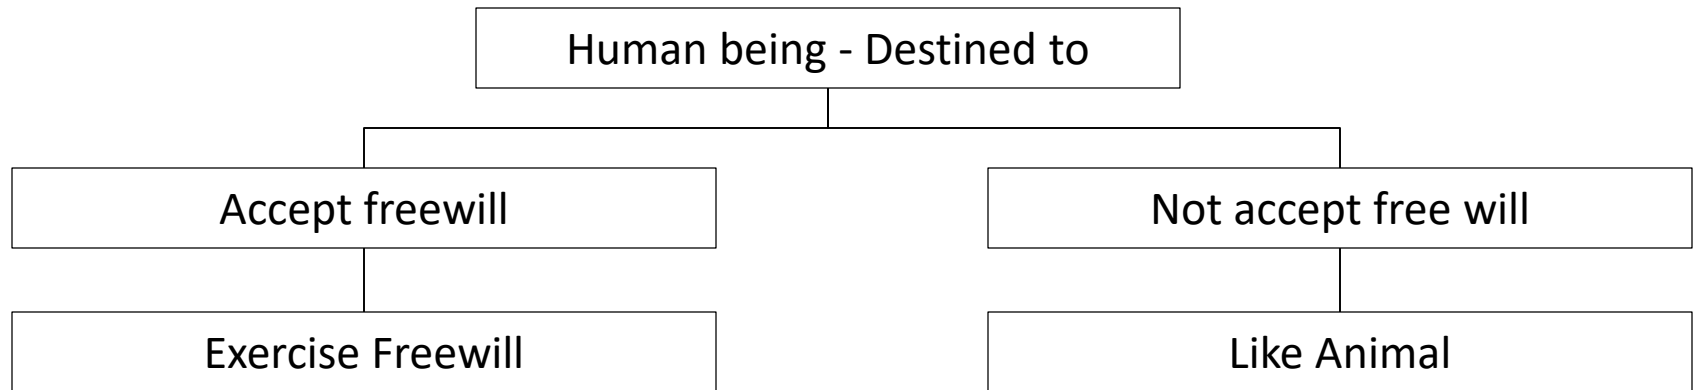 Human being - Destined to
Accept freewill
Not accept free will
Exercise Freewill
Like Animal